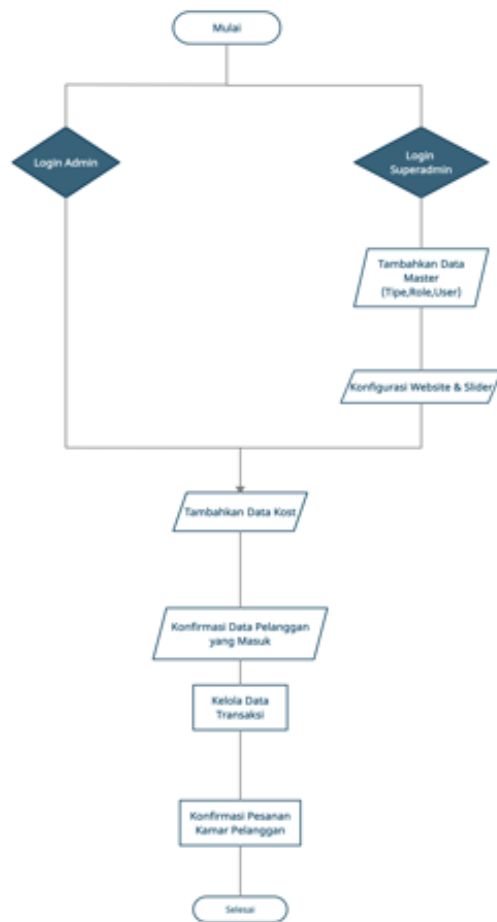 Mulai
Login Admin
Login
Superadmin
Tambahkan Data
Master
(Tipe,Role,User)
Konfigurasi Website & Slider
Tambahkan Data Kost
Konfirmasi Data Pelanggan
yang Masuk
Kelola Data
Transaksi
Konfirmasi Pesanan
Kamar Pelanggan
Selesai